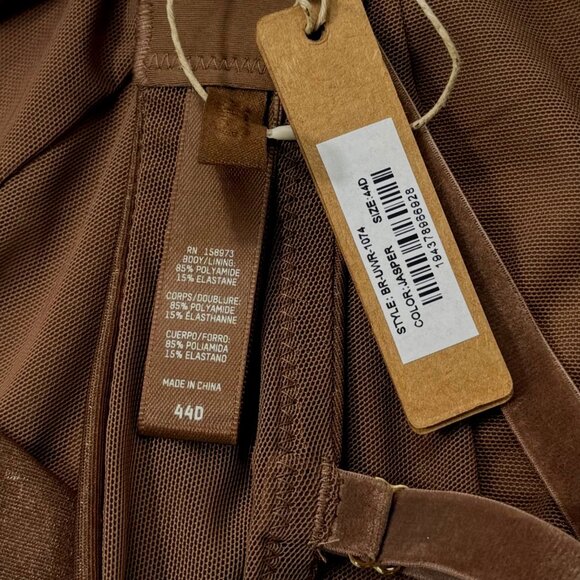 RN 158973
BODY/LINING:
85% POLYAMIDE
15% ELASTANE
CORPS/DOUBLURE:
85% POLYAMIDE
15% ÉLASTHANNE
CUERPO/FORRO:
85% POLIAMIDA
15% ELASTANO
MADE IN CHINA
44D
STYLE: BR-UWR-1074
COLOR:JASPER SIZE:44D
194378966928